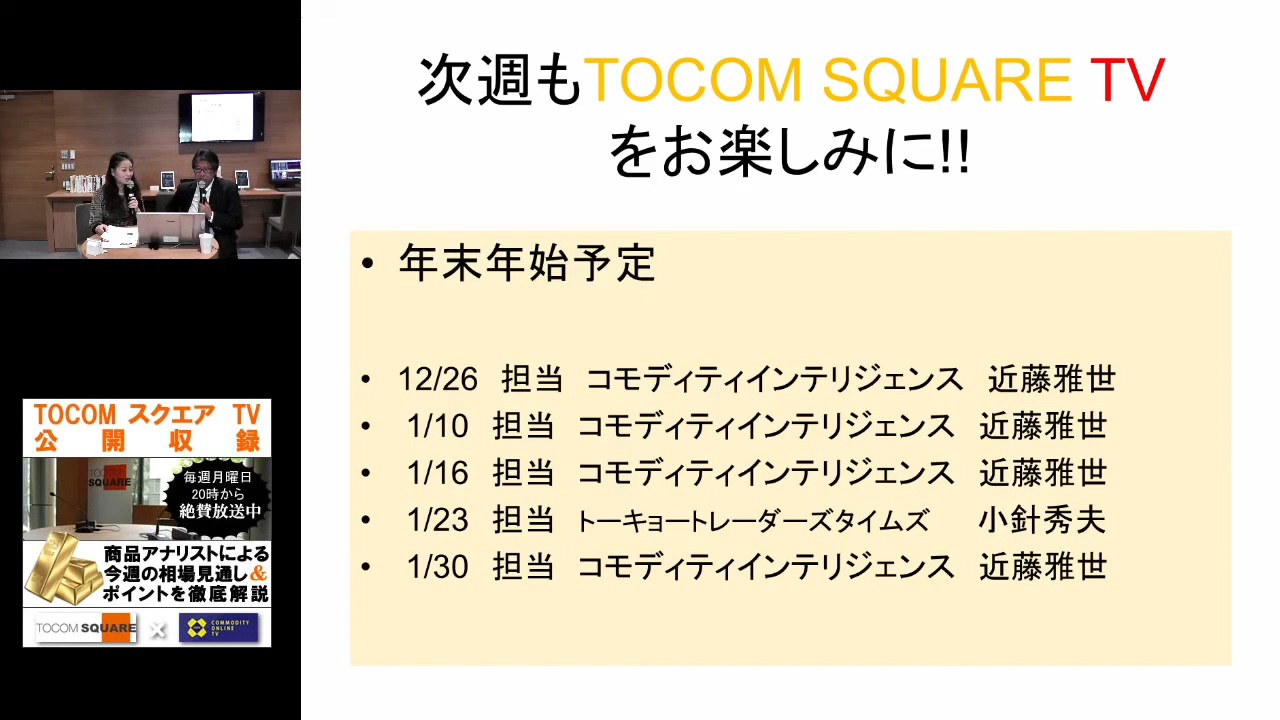 次週もTOCOM SQUARE TV
をお楽しみに!!
• 年末年始予定
• 12/26 担当 コモディティインテリジェンス 近藤雅世
• 1/10 担当 コモディティインテリジェンス 近藤雅世
• 1/16 担当 コモディティインテリジェンス 近藤雅世
• 1/23 担当 トーキョートレーダーズタイムズ 小針秀夫
• 1/30 担当 コモディティインテリジェンス 近藤雅世
TOCOM スクエア TV
公開収録
TOCOM
SQUARE
毎週月曜日
20時から
絶賛放送中
商品アナリストによる
今週の相場見通し&
ポイントを徹底解説
TOCOM SQUARE × COMMODITY
ONLINE
TV